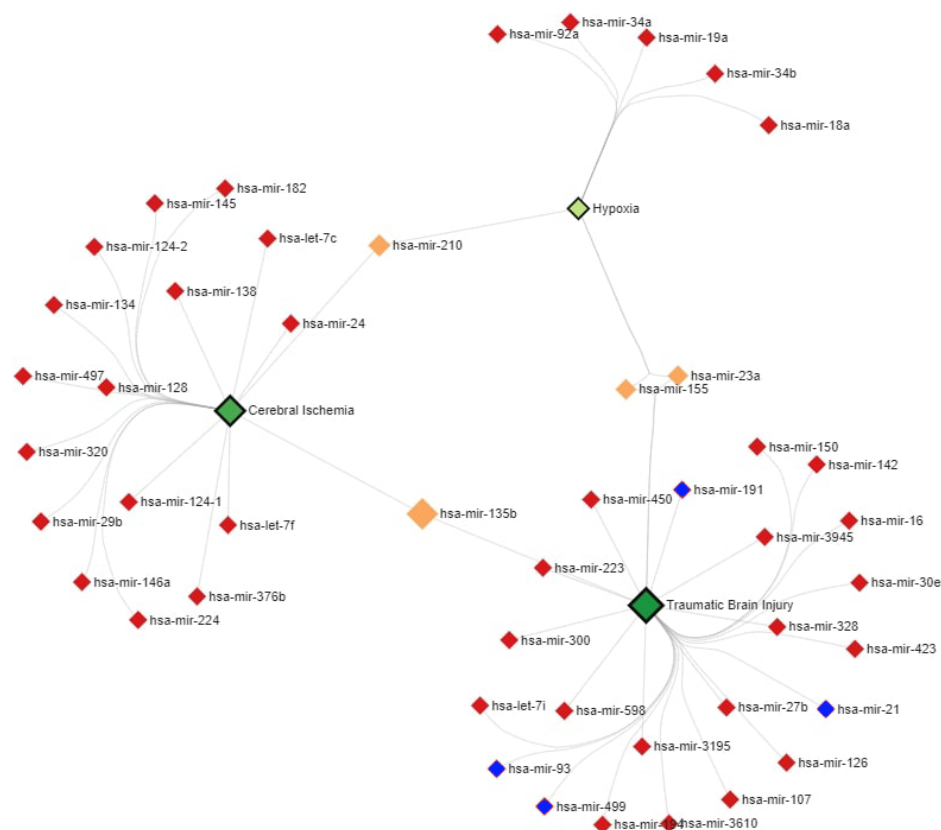 hsa-mir-34a
hsa-mir-92a
hsa-mir-19a
hsa-mir-34b
hsa-mir-18a
hsa-mir-182
hsa-mir-145
Hypoxia
hsa-let-7c
hsa-mir-124-2
hsa-mir-210
hsa-mir-138
hsa-mir-134
hsa-mir-24
hsa-mir-497
hsa-mir-23a
hsa-mir-128
hsa-mir-155
Cerebral Ischemia
hsa-mir-150
hsa-mir-320
hsa-mir-142
hsa-mir-191
hsa-mir-450
hsa-mir-124-1
hsa-mir-135b
hsa-mir-29b
hsa-mir-16
hsa-let-7f
hsa-mir-3945
hsa-mir-223
hsa-mir-146a
hsa-mir-30e
hsa-mir-376b
Traumatic Brain Injury
hsa-mir-224
hsa-mir-328
hsa-mir-300
hsa-mir-423
hsa-let-7i
hsa-mir-598
hsa-mir-27b
hsa-mir-21
hsa-mir-3195
hsa-mir-126
hsa-mir-93
hsa-mir-107
hsa-mir-499
hsa-mir-194
hsa-mir-3610